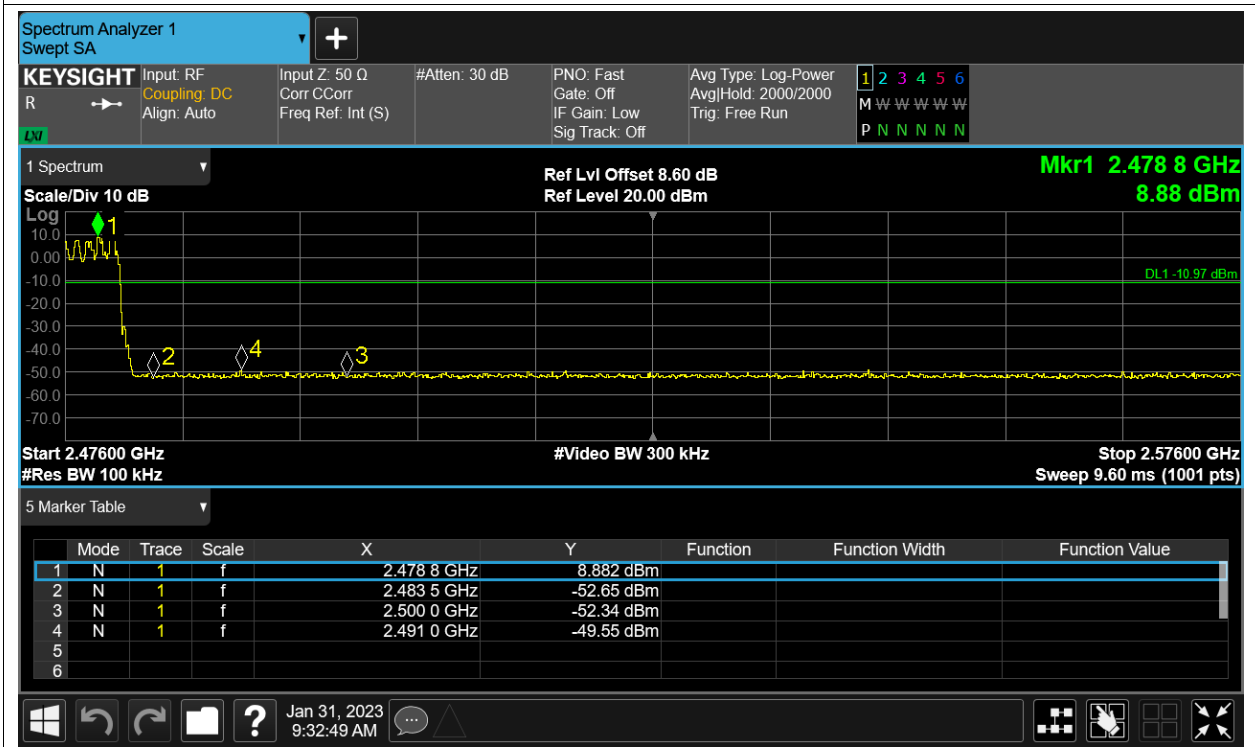 Spectrum Analyzer 1
Swept SA
KEYSIGHT Input: RF Input Z: 50 Ω #Atten: 30 dB PNO: Fast Avg Type: Log-Power 1 2 3 4 5 6
R Coupling: DC Corr CCorr Gate: Off Avg|Hold: 2000/2000 M W W W W W
Align: Auto Freq Ref: Int (S) IF Gain: Low Trig: Free Run
LXI Sig Track: Off P N N N N N
1 Spectrum Ref Lvl Offset 8.60 dB Mkr1 2.478 8 GHz
Scale/Div 10 dB Ref Level 20.00 dBm 8.88 dBm
Log
1
10.0
0.00
-10.0 DL1 -10.97 dBm
-20.0
-30.0
-40.0
2 4 3
-50.0
-60.0
-70.0
Start 2.47600 GHz #Video BW 300 kHz Stop 2.57600 GHz
#Res BW 100 kHz Sweep 9.60 ms (1001 pts)
5 Marker Table
Mode Trace Scale X Y Function Function Width Function Value
1 N 1 f 2.478 8 GHz 8.882 dBm
2 N 1 f 2.483 5 GHz -52.65 dBm
3 N 1 f 2.500 0 GHz -52.34 dBm
4 N 1 f 2.491 0 GHz -49.55 dBm
5
6
? Jan 31, 2023
9:32:49 AM